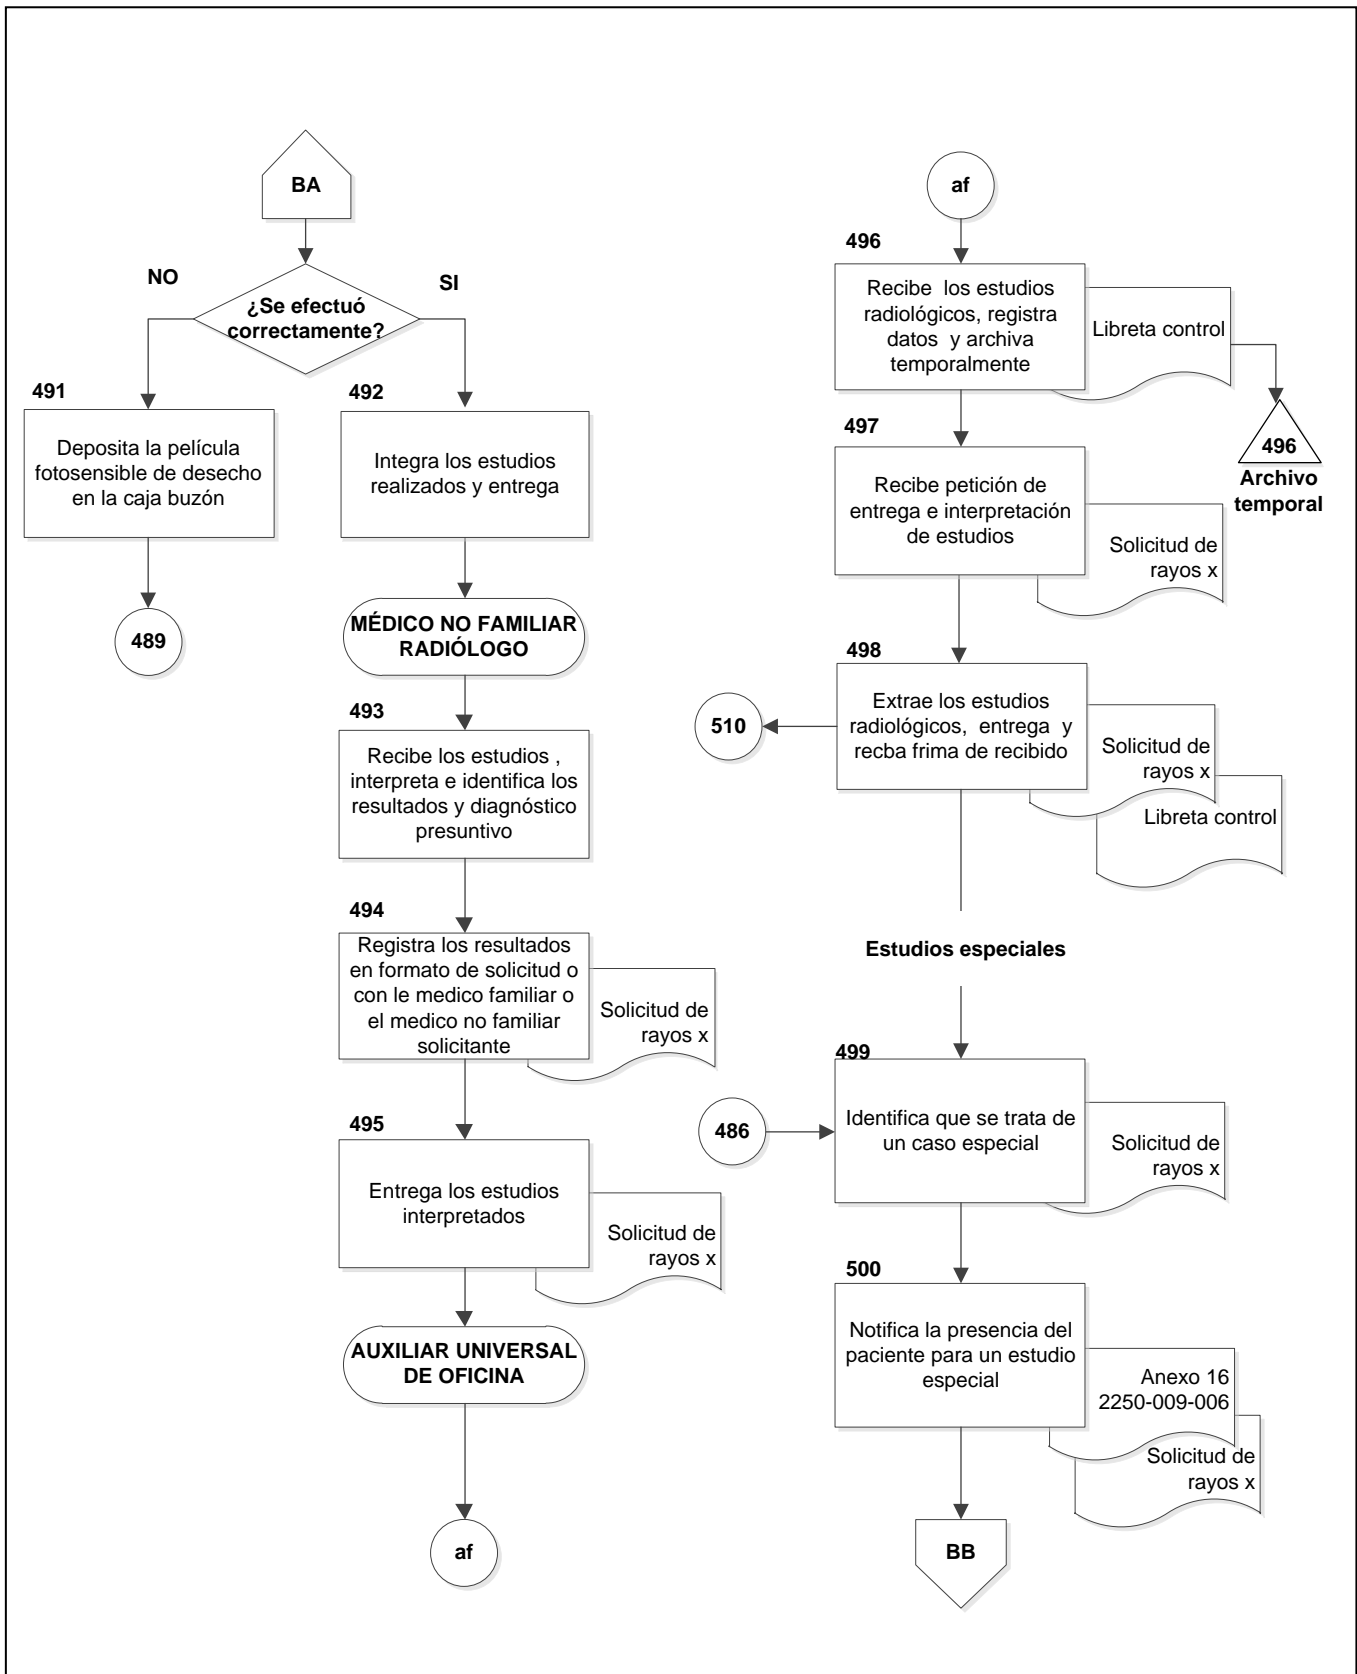 BA
NO
SI
¿Se efectuó
correctamente?
491
Deposita la película
fotosensible de desecho
en la caja buzón
489
492
Integra los estudios
realizados y entrega
MÉDICO NO FAMILIAR
RADIÓLOGO
493
Recibe los estudios ,
interpreta e identifica los
resultados y diagnóstico
presuntivo
494
Registra los resultados
en formato de solicitud o
con le medico familiar o
el medico no familiar
solicitante
Solicitud de
rayos x
495
Entrega los estudios
interpretados
Solicitud de
rayos x
AUXILIAR UNIVERSAL
DE OFICINA
af
af
496
Recibe los estudios
radiológicos, registra
datos y archiva
temporalmente
Libreta control
496
Archivo
temporal
497
Recibe petición de
entrega e interpretación
de estudios
Solicitud de
rayos x
498
Extrae los estudios
radiológicos, entrega y
recba frima de recibido
510
Solicitud de
rayos x
Libreta control
Estudios especiales
499
486
Identifica que se trata de
un caso especial
Solicitud de
rayos x
500
Notifica la presencia del
paciente para un estudio
especial
Anexo 16
2250-009-006
Solicitud de
rayos x
BB